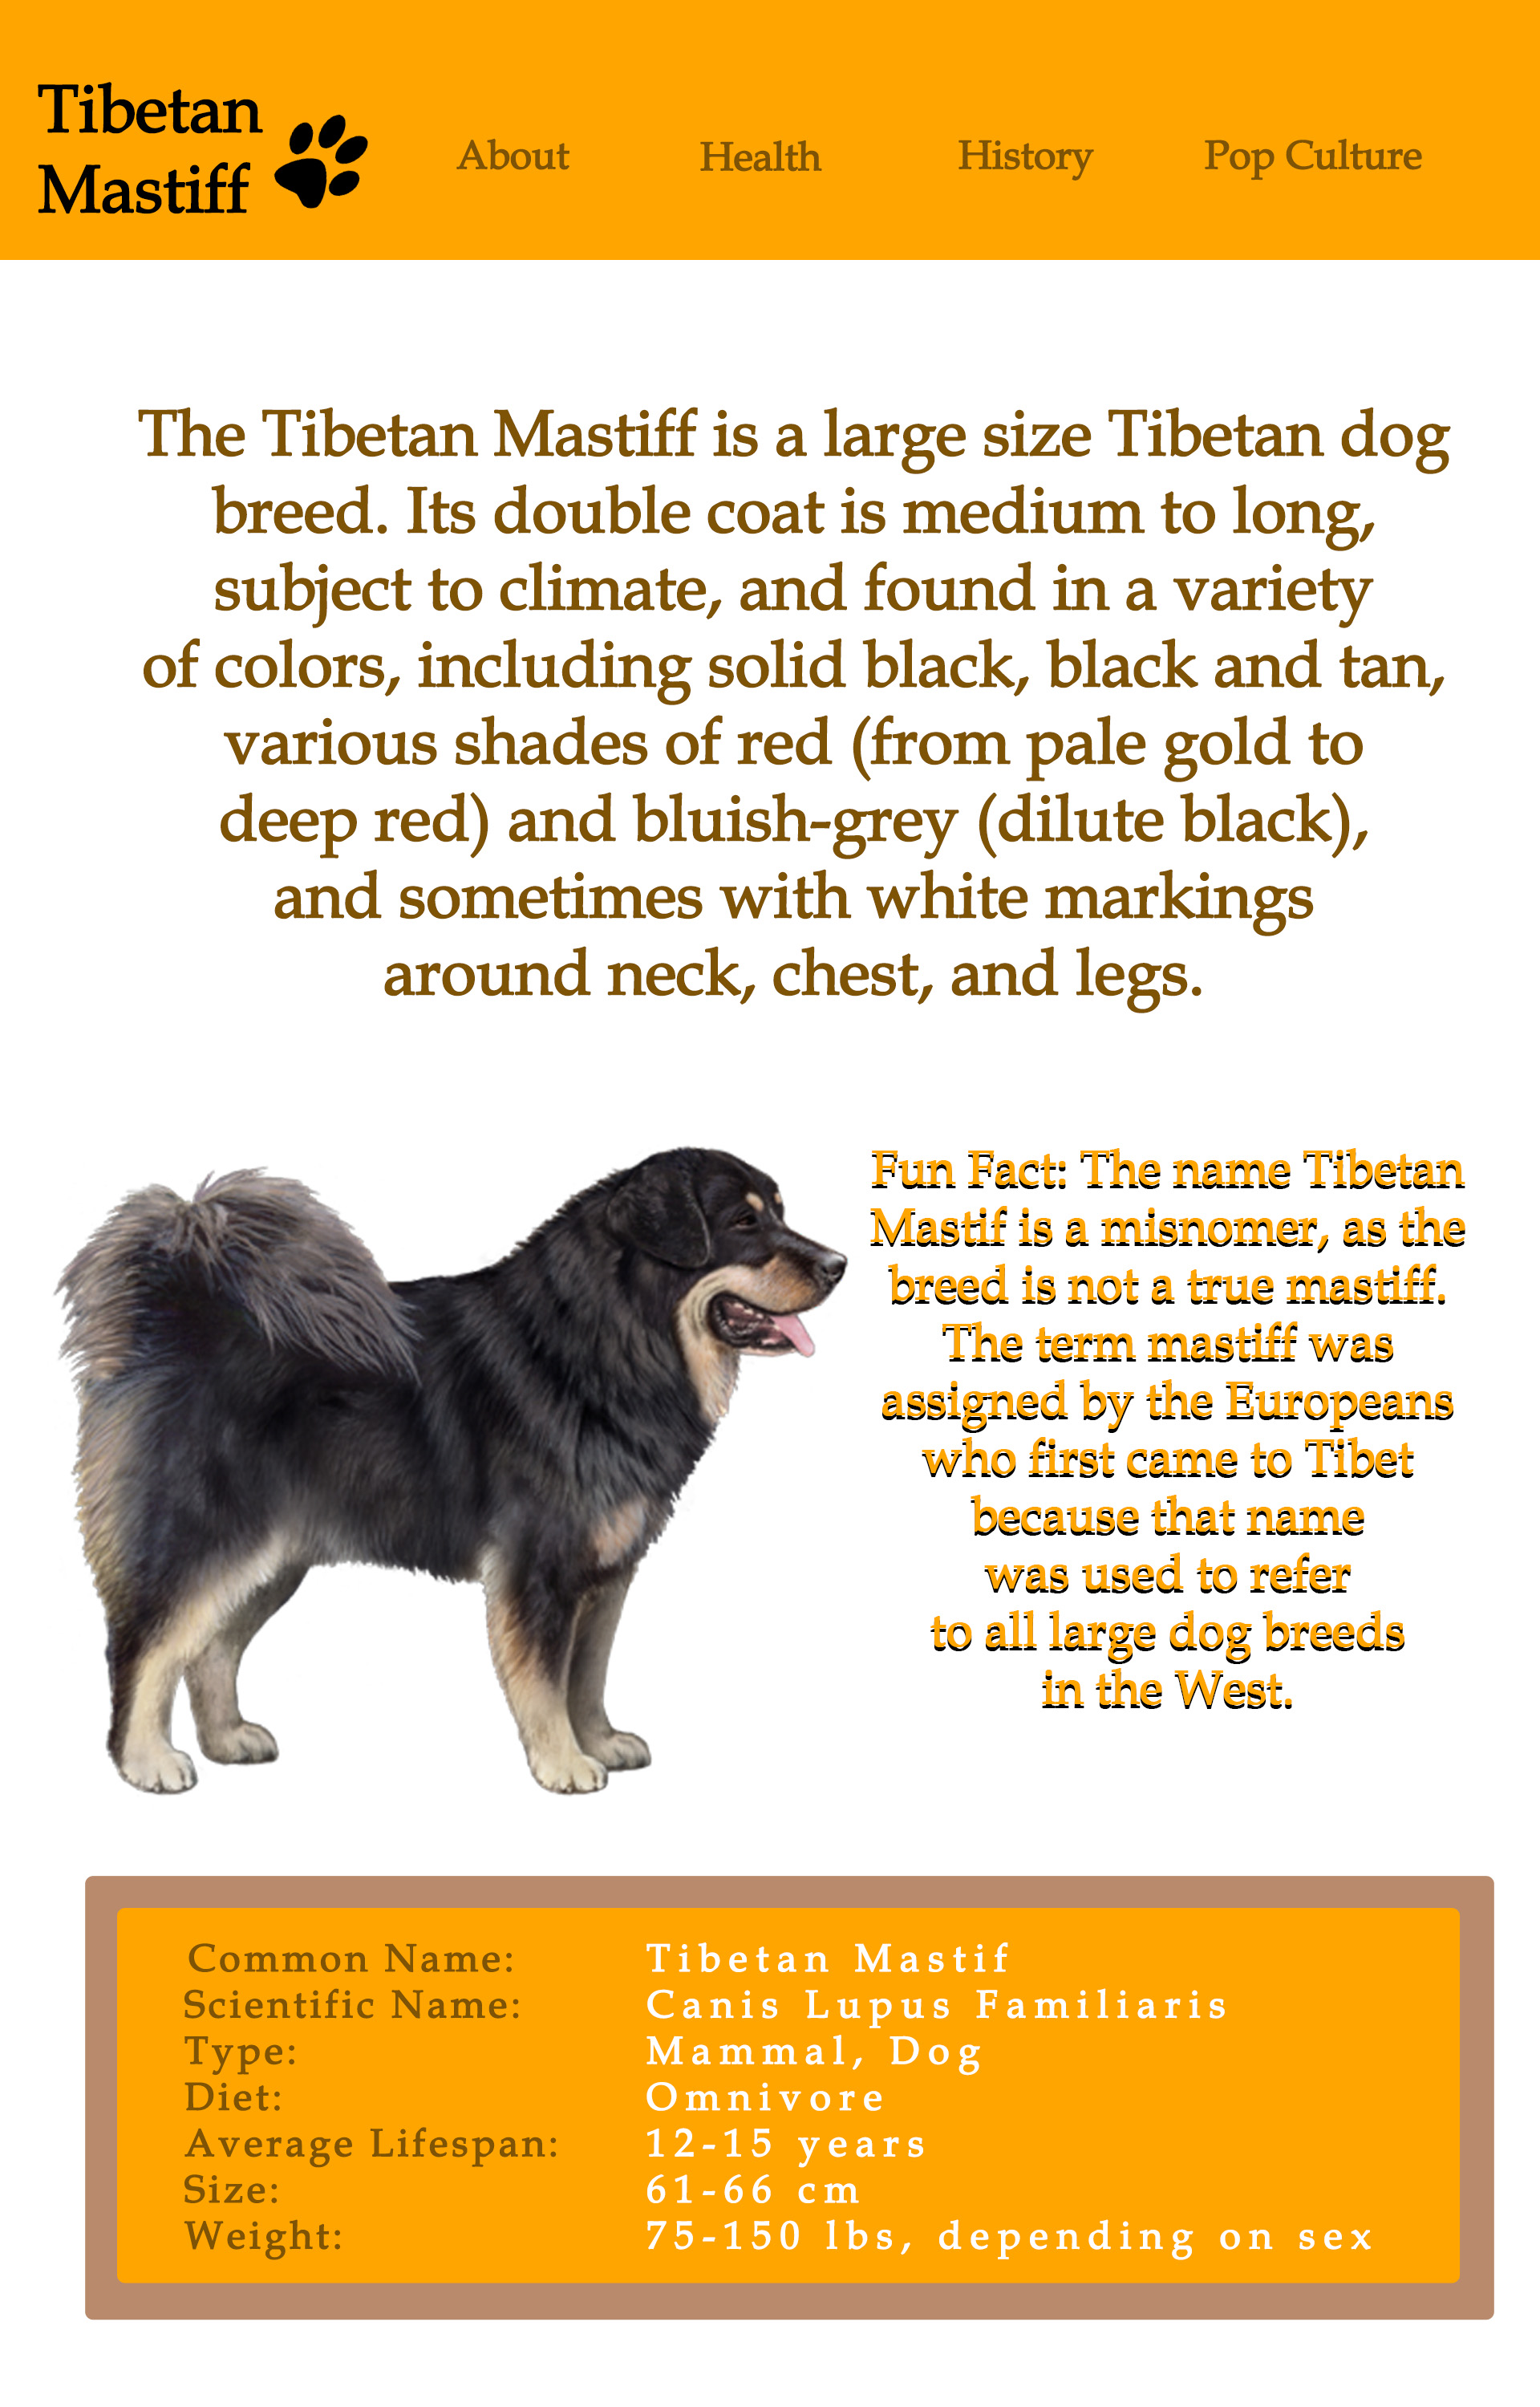 Tibetan
Mastiff
About
Health
History
Pop Culture
The Tibetan Mastiff is a large size Tibetan dog
breed. Its double coat is medium to long,
subject to climate, and found in a variety
of colors, including solid black, black and tan,
various shades of red (from pale gold to
deep red) and bluish-grey (dilute black),
and sometimes with white markings
around neck, chest, and legs.
Fun Fact: The name Tibetan
Mastif is a misnomer, as the
breed is not a true mastiff.
The term mastiff was
assigned by the Europeans
who first came to Tibet
because that name
was used to refer
to all large dog breeds
in the West.
Common Name: Tibetan Mastif
Scientific Name: Canis Lupus Familiaris
Type: Mammal, Dog
Diet: Omnivore
Average Lifespan: 12-15 years
Size: 61-66 cm
Weight: 75-150 lbs, depending on sex